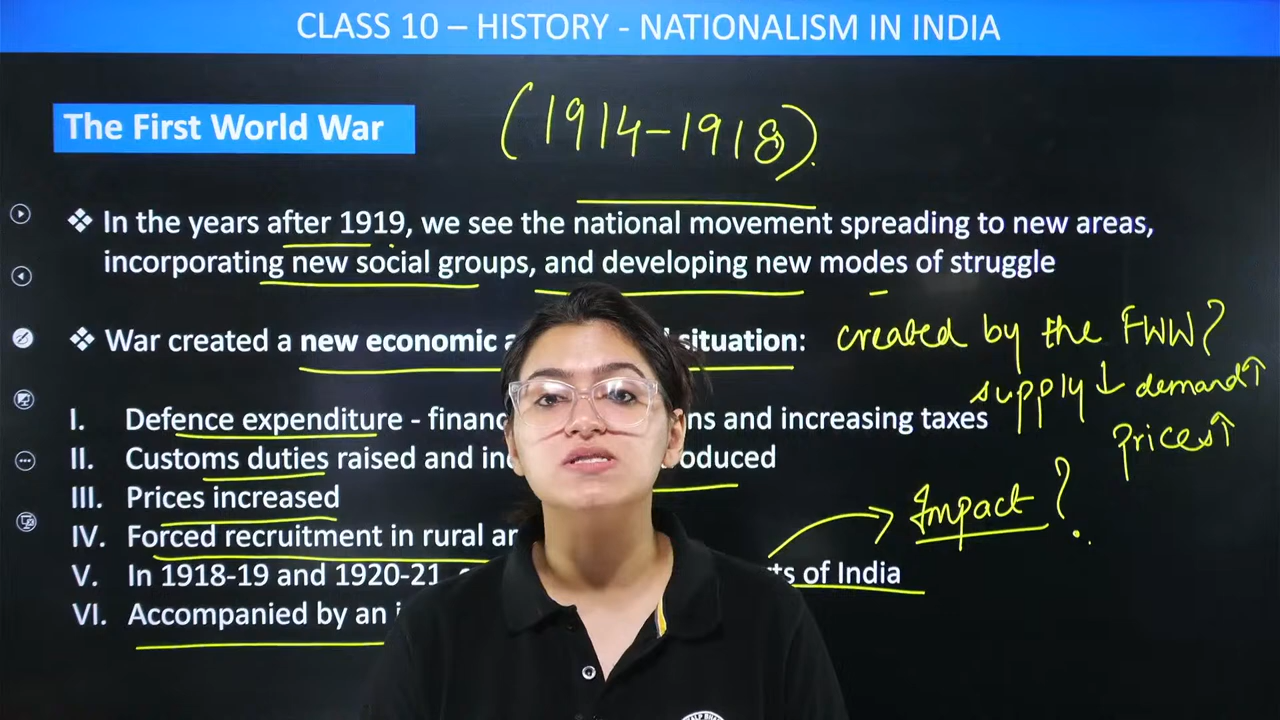 CLASS 10 – HISTORY - NATIONALISM IN INDIA
The First World War
(1914-1918).
❖ In the years after 1919, we see the national movement spreading to new areas,
incorporating new social groups, and developing new modes of struggle
❖ War created a new economic a situation:
created by the FWW?
supply↓ demand↑
prices↑
I. Defence expenditure - financ ns and increasing taxes
II. Customs duties raised and in oduced
III. Prices increased
Impact?
IV. Forced recruitment in rural ar
V. In 1918-19 and 1920-21 ts of India
VI. Accompanied by an i